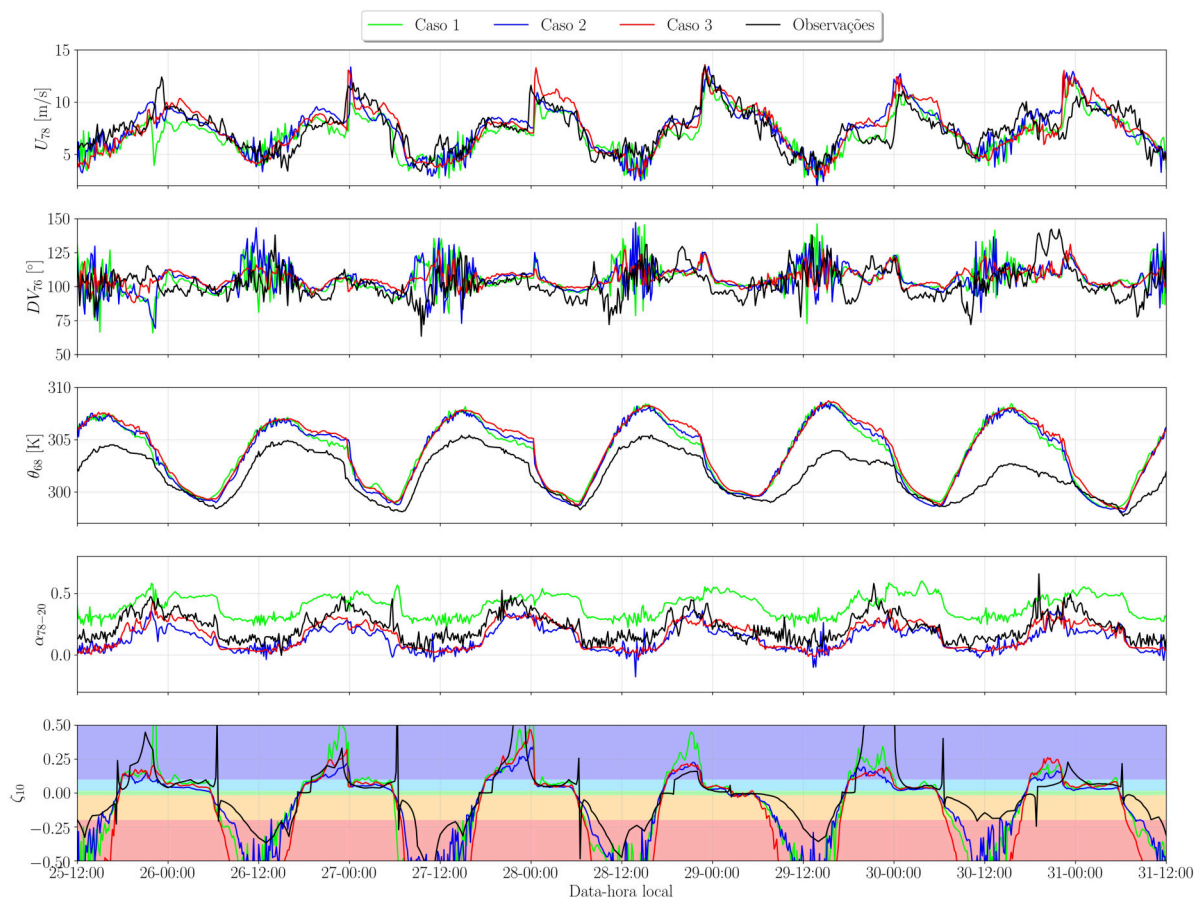 Caso 1 Caso 2 Caso 3 Observações
15
10
5
U₇₈ [m/s]
150
125
100
75
50
DV₇₆ [°]
310
305
300
θ₆₈ [K]
0.5
0.0
α₇₈₋₂₀
0.50
0.25
0.00
−0.25
−0.50
ζ₁₀
25-12:00 26-00:00 26-12:00 27-00:00 27-12:00 28-00:00 28-12:00 29-00:00 29-12:00 30-00:00 30-12:00 31-00:00 31-12:00
Data-hora local